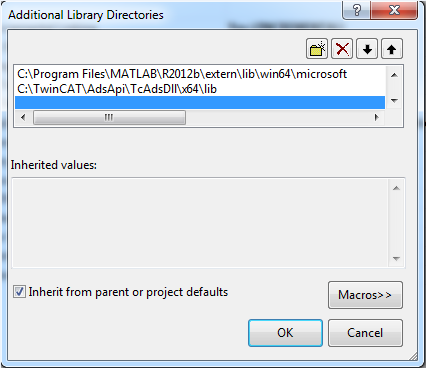 Additional Library Directories
C:\Program Files\MATLAB\R2012b\extern\lib\win64\microsoft
C:\TwinCAT\AdsApi\TcAdsDll\x64\lib
Inherited values:
Inherit from parent or project defaults
Macros>>
OK
Cancel